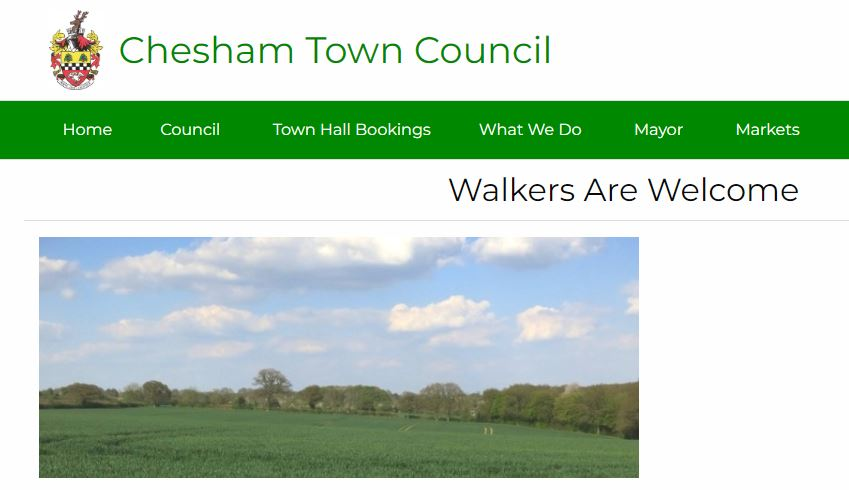 Chesham Town Council
Home Council Town Hall Bookings What We Do Mayor Markets
Walkers Are Welcome